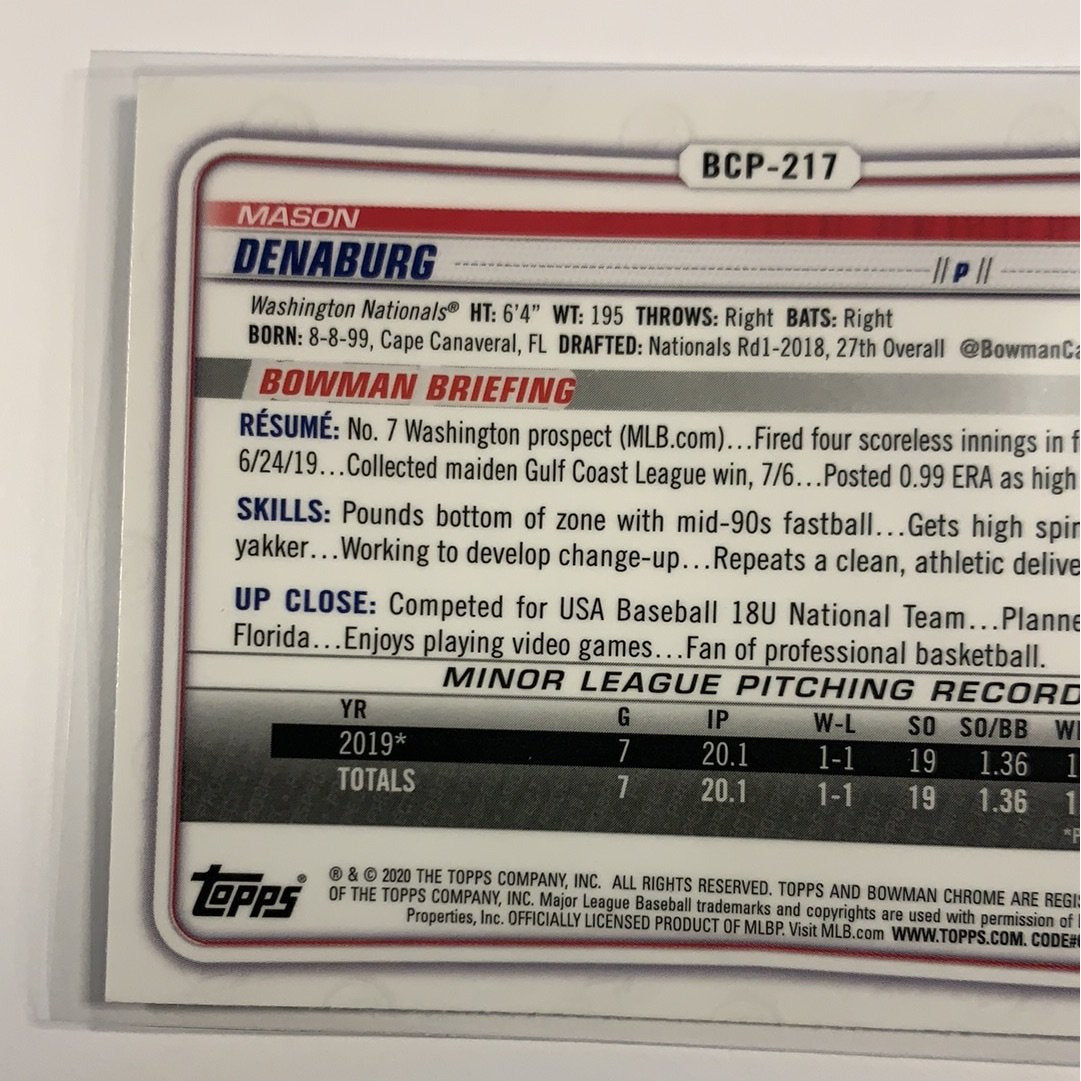 BCP-217
MASON
DENABURG || P ||
Washington Nationals® HT: 6'4" WT: 195 THROWS: Right BATS: Right
BORN: 8-8-99, Cape Canaveral, FL DRAFTED: Nationals Rd1-2018, 27th Overall
BOWMAN BRIEFING
RÉSUMÉ: No. 7 Washington prospect (MLB.com)...Fired four scoreless innings in
6/24/19...Collected maiden Gulf Coast League win, 7/6...Posted 0.99 ERA as high
SKILLS: Pounds bottom of zone with mid-90s fastball...Gets high
yakker...Working to develop change-up...Repeats a clean, athletic
UP CLOSE: Competed for USA Baseball 18U National Team...
Florida...Enjoys playing video games...Fan of professional basketball.
MINOR LEAGUE PITCHING RECORD
YR G IP W-L SO SO/BB
2019* 7 20.1 1-1 19 1.36
TOTALS 7 20.1 1-1 19 1.36
TOPPS®
® & © 2020 THE TOPPS COMPANY, INC. ALL RIGHTS RESERVED. TOPPS AND BOWMAN CHROME ARE
OF THE TOPPS COMPANY, INC. Major League Baseball trademarks and copyrights are used with permission of
Properties, Inc. OFFICIALLY LICENSED PRODUCT OF MLBP. Visit MLB.com WWW.TOPPS.COM. CODE#